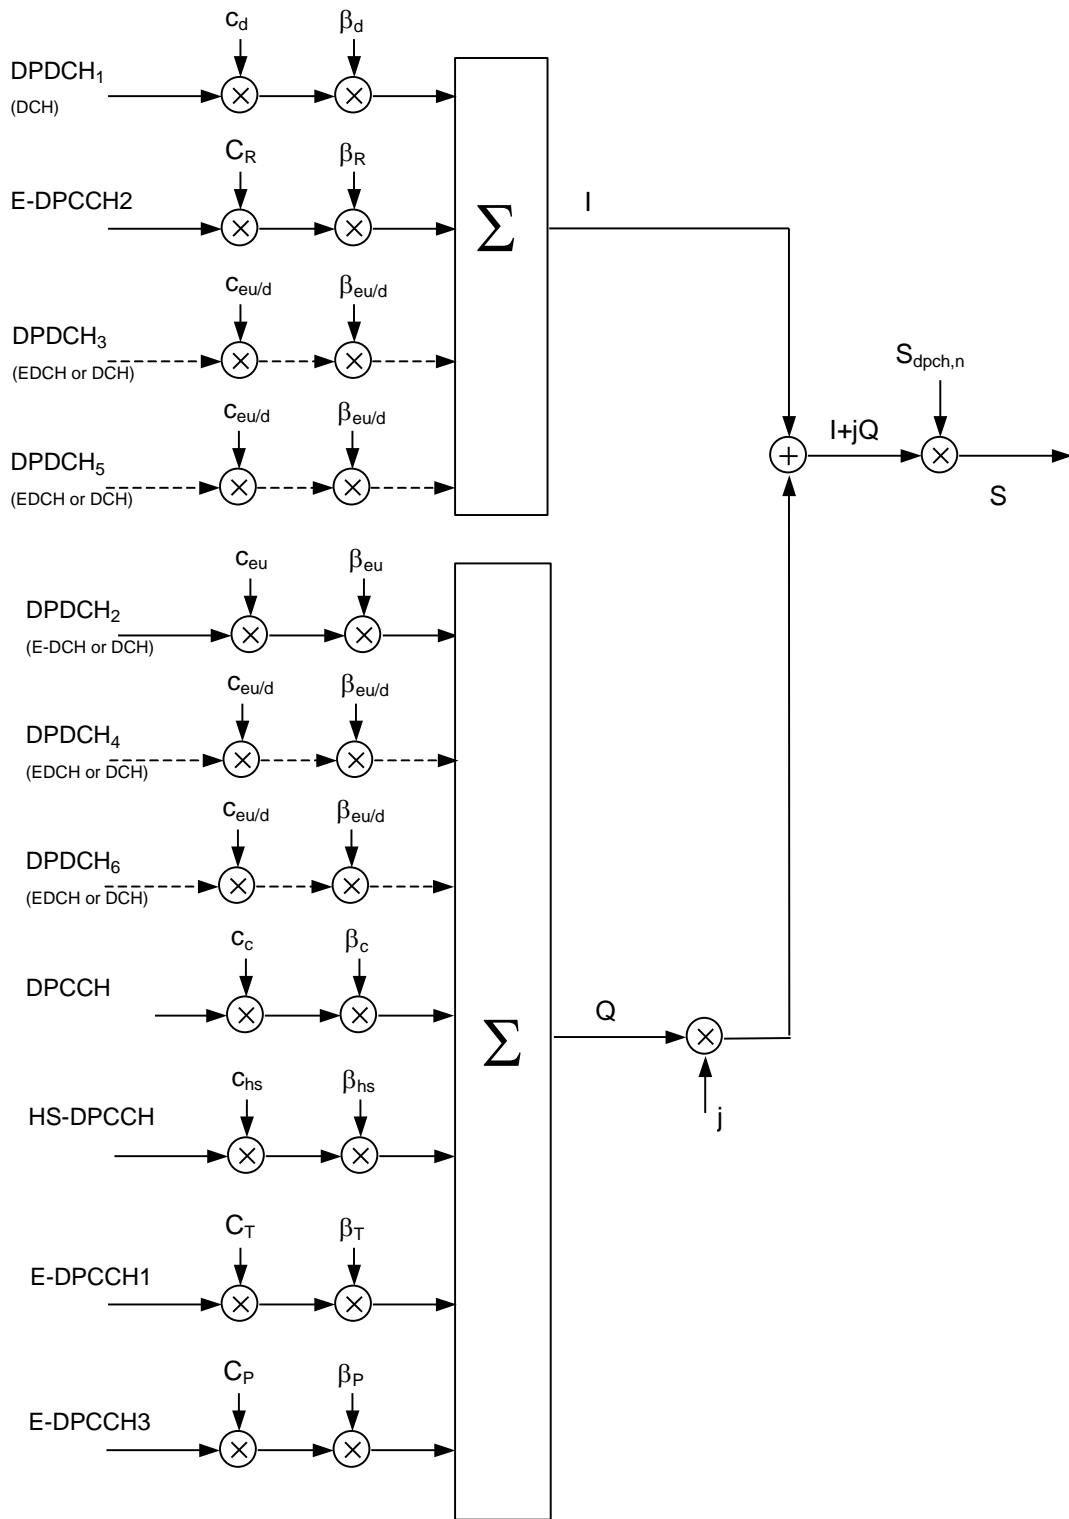 c_d β_d
DPDCH_1
(DCH)
C_R β_R
E-DPCCH2
Σ
I
c_eu/d β_eu/d
DPDCH_3
(EDCH or DCH)
S_dpch,n
c_eu/d β_eu/d
I+jQ
DPDCH_5
(EDCH or DCH)
S
c_eu β_eu
DPDCH_2
(E-DCH or DCH)
c_eu/d β_eu/d
DPDCH_4
(EDCH or DCH)
c_eu/d β_eu/d
DPDCH_6
(EDCH or DCH)
c_c β_c
DPCCH
Q
Σ
c_hs β_hs
HS-DPCCH
j
C_T β_T
E-DPCCH1
C_P β_P
E-DPCCH3